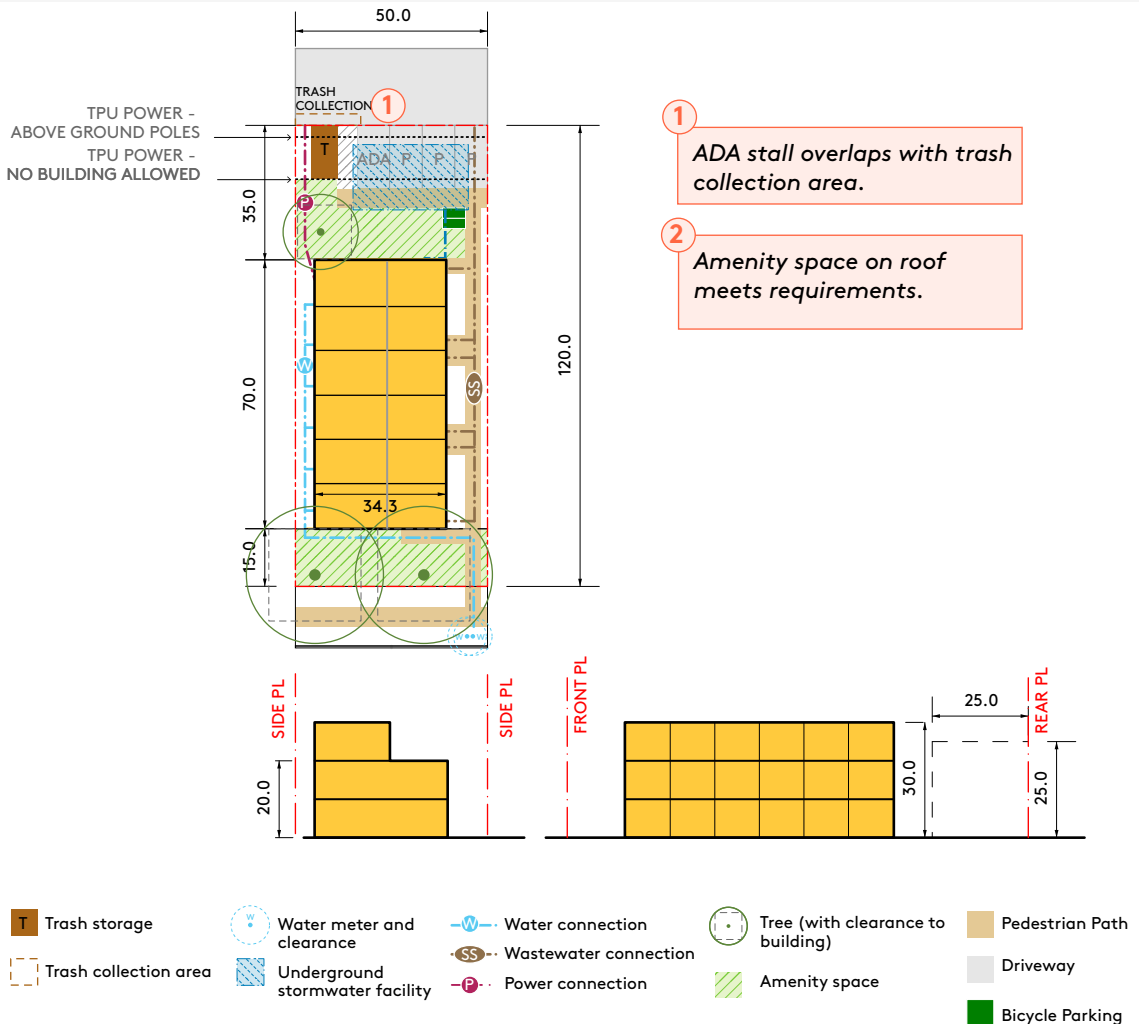 50.0
TRASH
COLLECTION
1
TPU POWER -
ABOVE GROUND POLES
TPU POWER -
NO BUILDING ALLOWED
T
ADA
P
P
P
P
35.0
70.0
15.0
120.0
W
SS
34.3
W
W
1
ADA stall overlaps with trash
collection area.
2
Amenity space on roof
meets requirements.
SIDE PL
SIDE PL
20.0
FRONT PL
REAR PL
25.0
30.0
25.0
T
Trash storage
Trash collection area
W
Water meter and
clearance
Underground
stormwater facility
W
Water connection
SS
Wastewater connection
P
Power connection
Tree (with clearance to
building)
Amenity space
Pedestrian Path
Driveway
Bicycle Parking